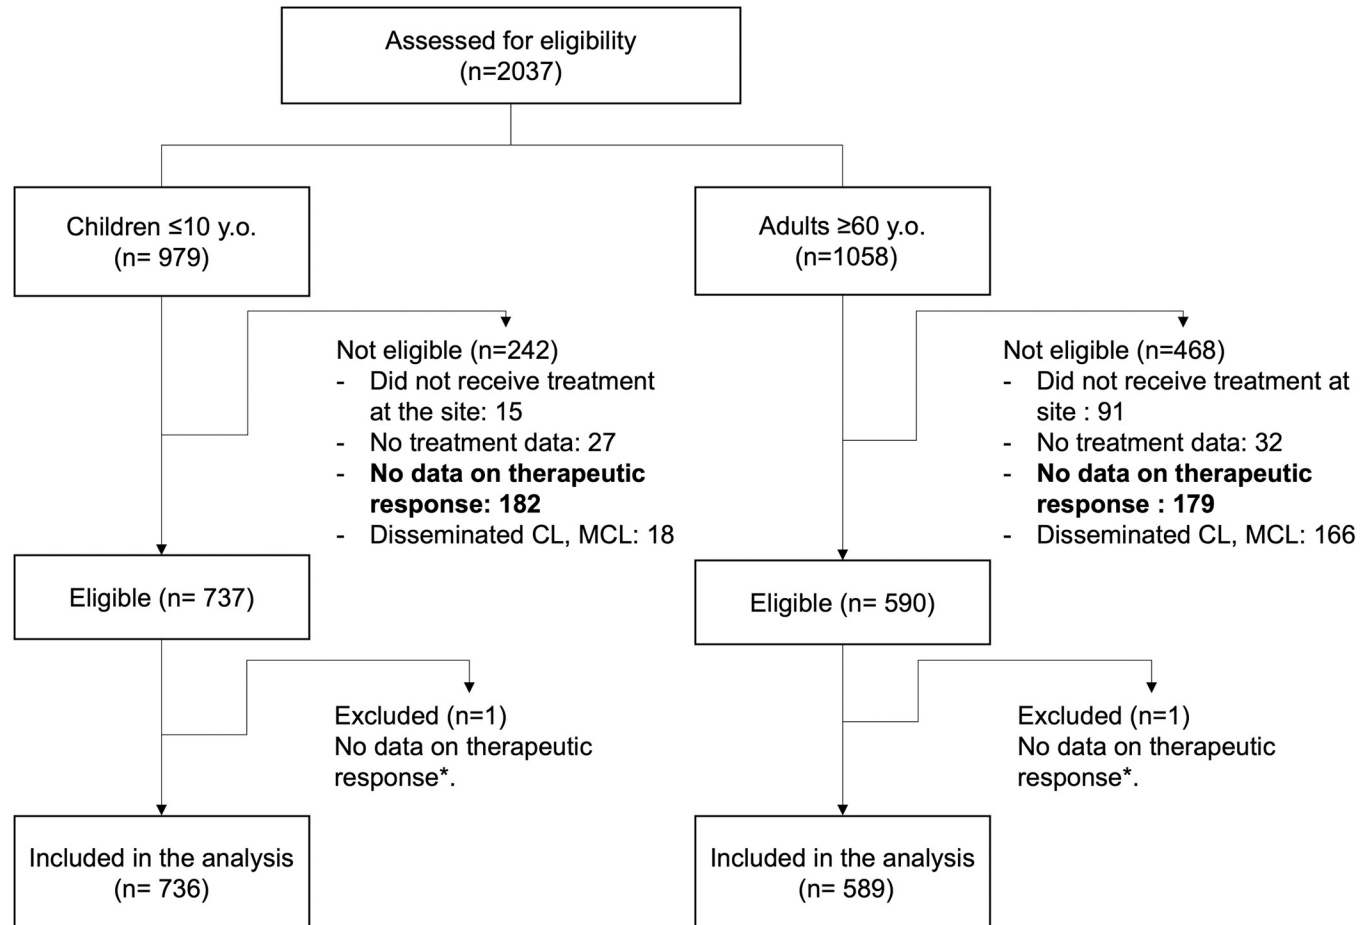 Assessed for eligibility
(n=2037)
Children ≤10 y.o.
(n= 979)
Adults ≥60 y.o.
(n=1058)
Not eligible (n=242)
- Did not receive treatment
at the site: 15
- No treatment data: 27
- No data on therapeutic
response: 182
- Disseminated CL, MCL: 18
Not eligible (n=468)
- Did not receive treatment at
site : 91
- No treatment data: 32
- No data on therapeutic
response : 179
- Disseminated CL, MCL: 166
Eligible (n= 737)
Eligible (n= 590)
Excluded (n=1)
No data on therapeutic
response*.
Excluded (n=1)
No data on therapeutic
response*.
Included in the analysis
(n= 736)
Included in the analysis
(n= 589)